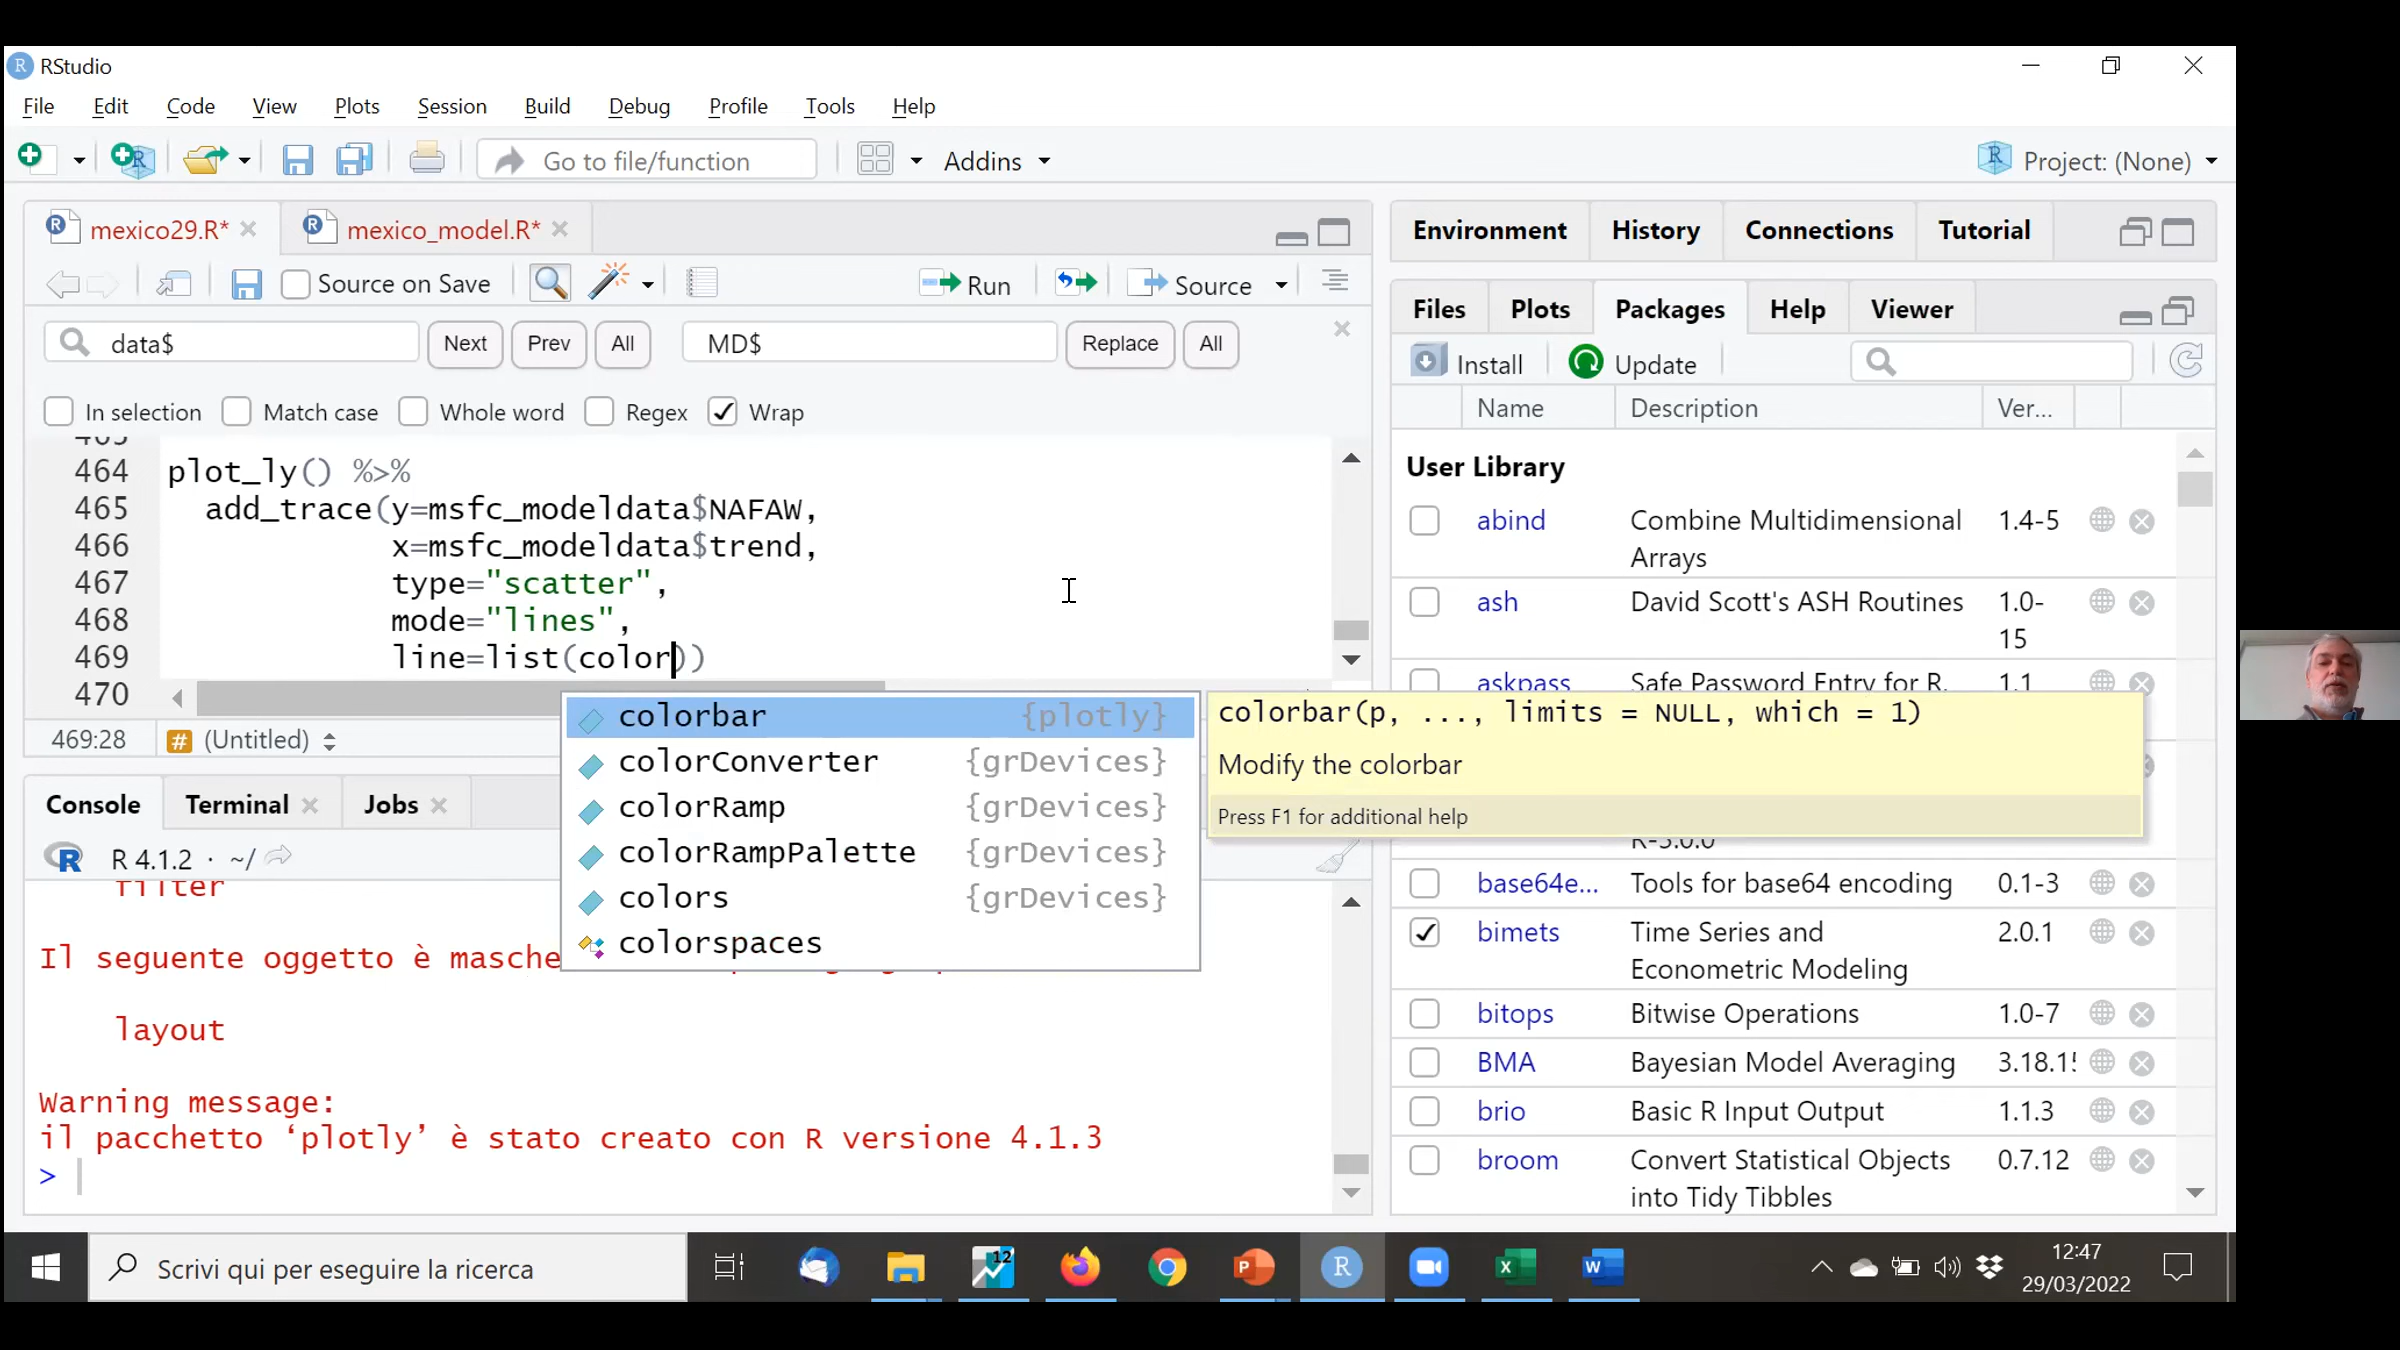 RStudio
File Edit Code View Plots Session Build Debug Profile Tools Help
Go to file/function Addins Project: (None)
mexico29.R* mexico_model.R*
Source on Save Run Source
data$ Next Prev All MD$ Replace All
In selection Match case Whole word Regex Wrap
464 plot_ly() %>%
465 add_trace(y=msfc_modeldata$NAFAW,
466 x=msfc_modeldata$trend,
467 type="scatter",
468 mode="lines",
469 line=list(color))
470
469:28 # (Untitled)
colorbar {plotly}
colorConverter {grDevices}
colorRamp {grDevices}
colorRampPalette {grDevices}
colors {grDevices}
colorspaces
colorbar(p, ..., limits = NULL, which = 1)
Modify the colorbar
Press F1 for additional help
Console Terminal Jobs
R 4.1.2 · ~/
filter
Il seguente oggetto è masche
layout
Warning message:
il pacchetto ‘plotly’ è stato creato con R versione 4.1.3
>
Environment History Connections Tutorial
Files Plots Packages Help Viewer
Install Update
Name Description Ver...
User Library
abind Combine Multidimensional 1.4-5
Arrays
ash David Scott's ASH Routines 1.0-
15
askpass Safe Password Entry for R, 1.1
R-3.0.0
base64e... Tools for base64 encoding 0.1-3
bimets Time Series and 2.0.1
Econometric Modeling
bitops Bitwise Operations 1.0-7
BMA Bayesian Model Averaging 3.18.1
brio Basic R Input Output 1.1.3
broom Convert Statistical Objects 0.7.12
into Tidy Tibbles
Scrivi qui per eseguire la ricerca
12
12:47
29/03/2022